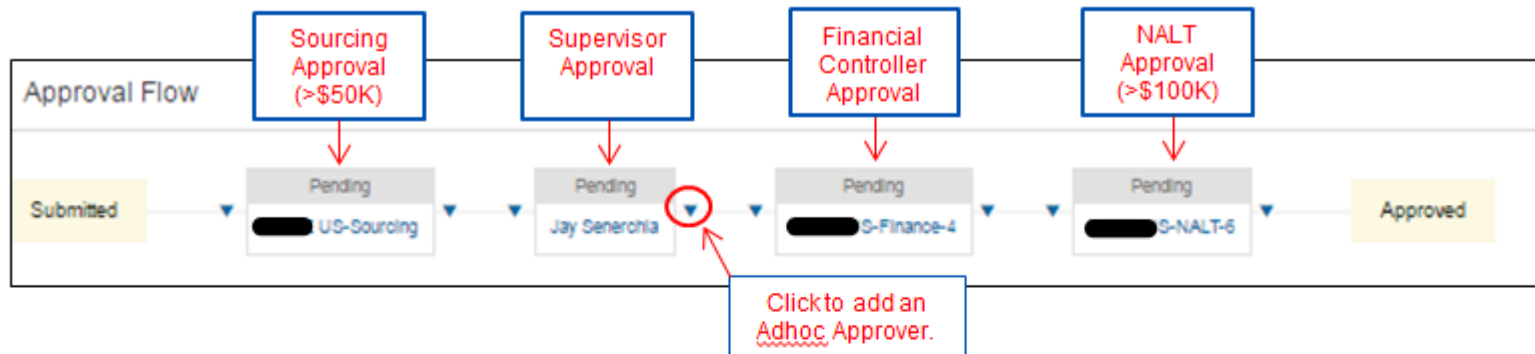 Sourcing
Approval
(>$50K)
Supervisor
Approval
Financial
Controller
Approval
NALT
Approval
(>$100K)
Approval Flow
Pending
Pending
Pending
Pending
Submitted
US-Sourcing
Jay Senerchia
S-Finance-4
S-NALT-6
Approved
Click to add an
Adhoc Approver.